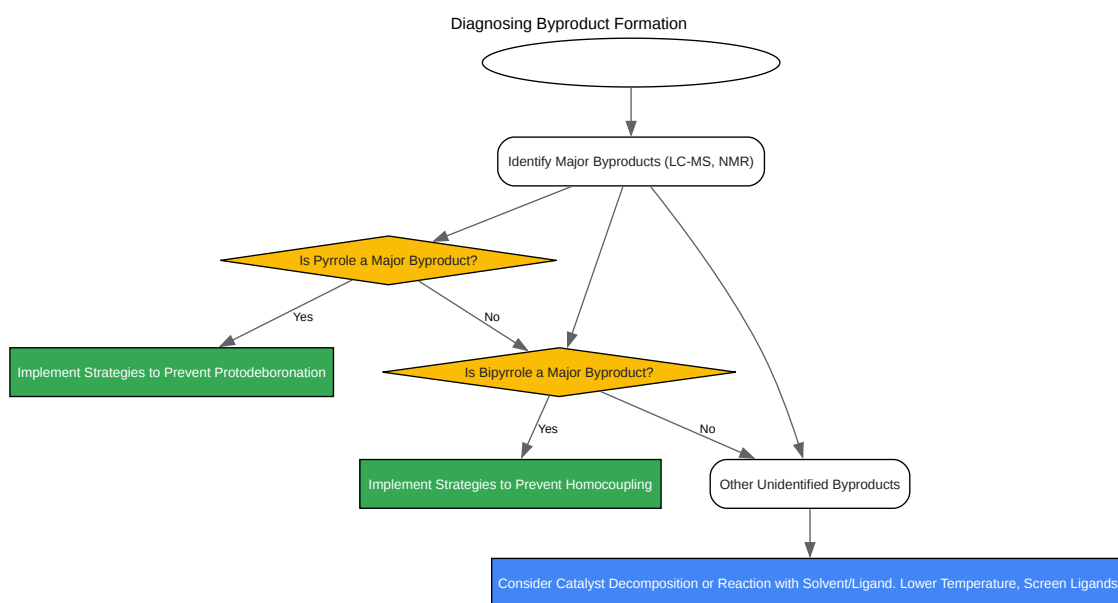 Diagnosing Byproduct Formation
Identify Major Byproducts (LC-MS, NMR)
Is Pyrrole a Major Byproduct?
Yes
No
Implement Strategies to Prevent Protodeboronation
Is Bipyrrole a Major Byproduct?
Yes
No
Implement Strategies to Prevent Homocoupling
Other Unidentified Byproducts
Consider Catalyst Decomposition or Reaction with Solvent/Ligand. Lower Temperature, Screen Ligands